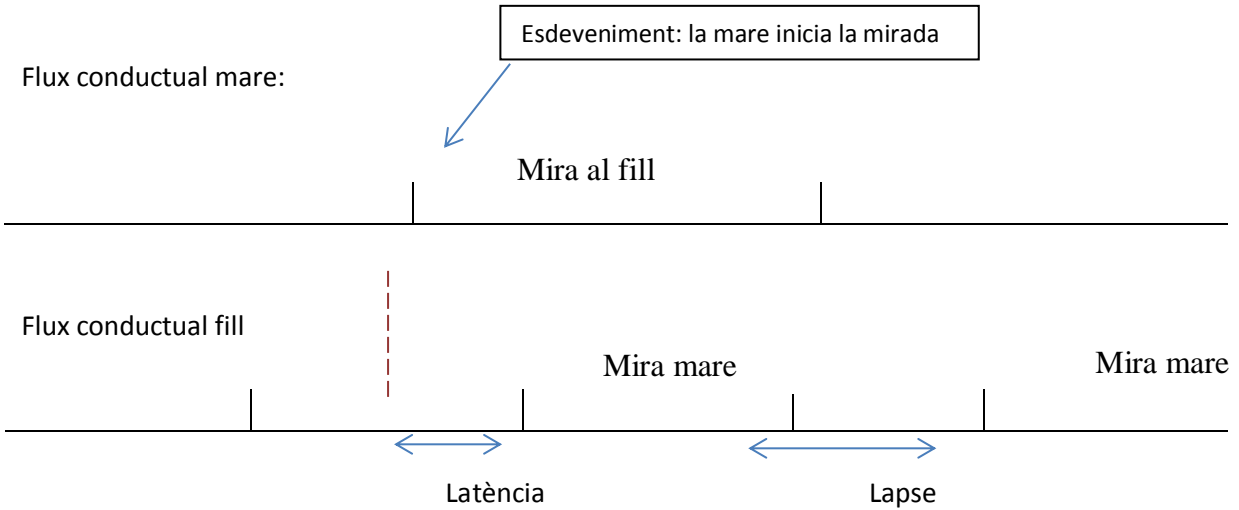 Esdeveniment: la mare inicia la mirada
Flux conductual mare:
Mira al fill
Flux conductual fill
Mira mare
Mira mare
Latència
Lapse